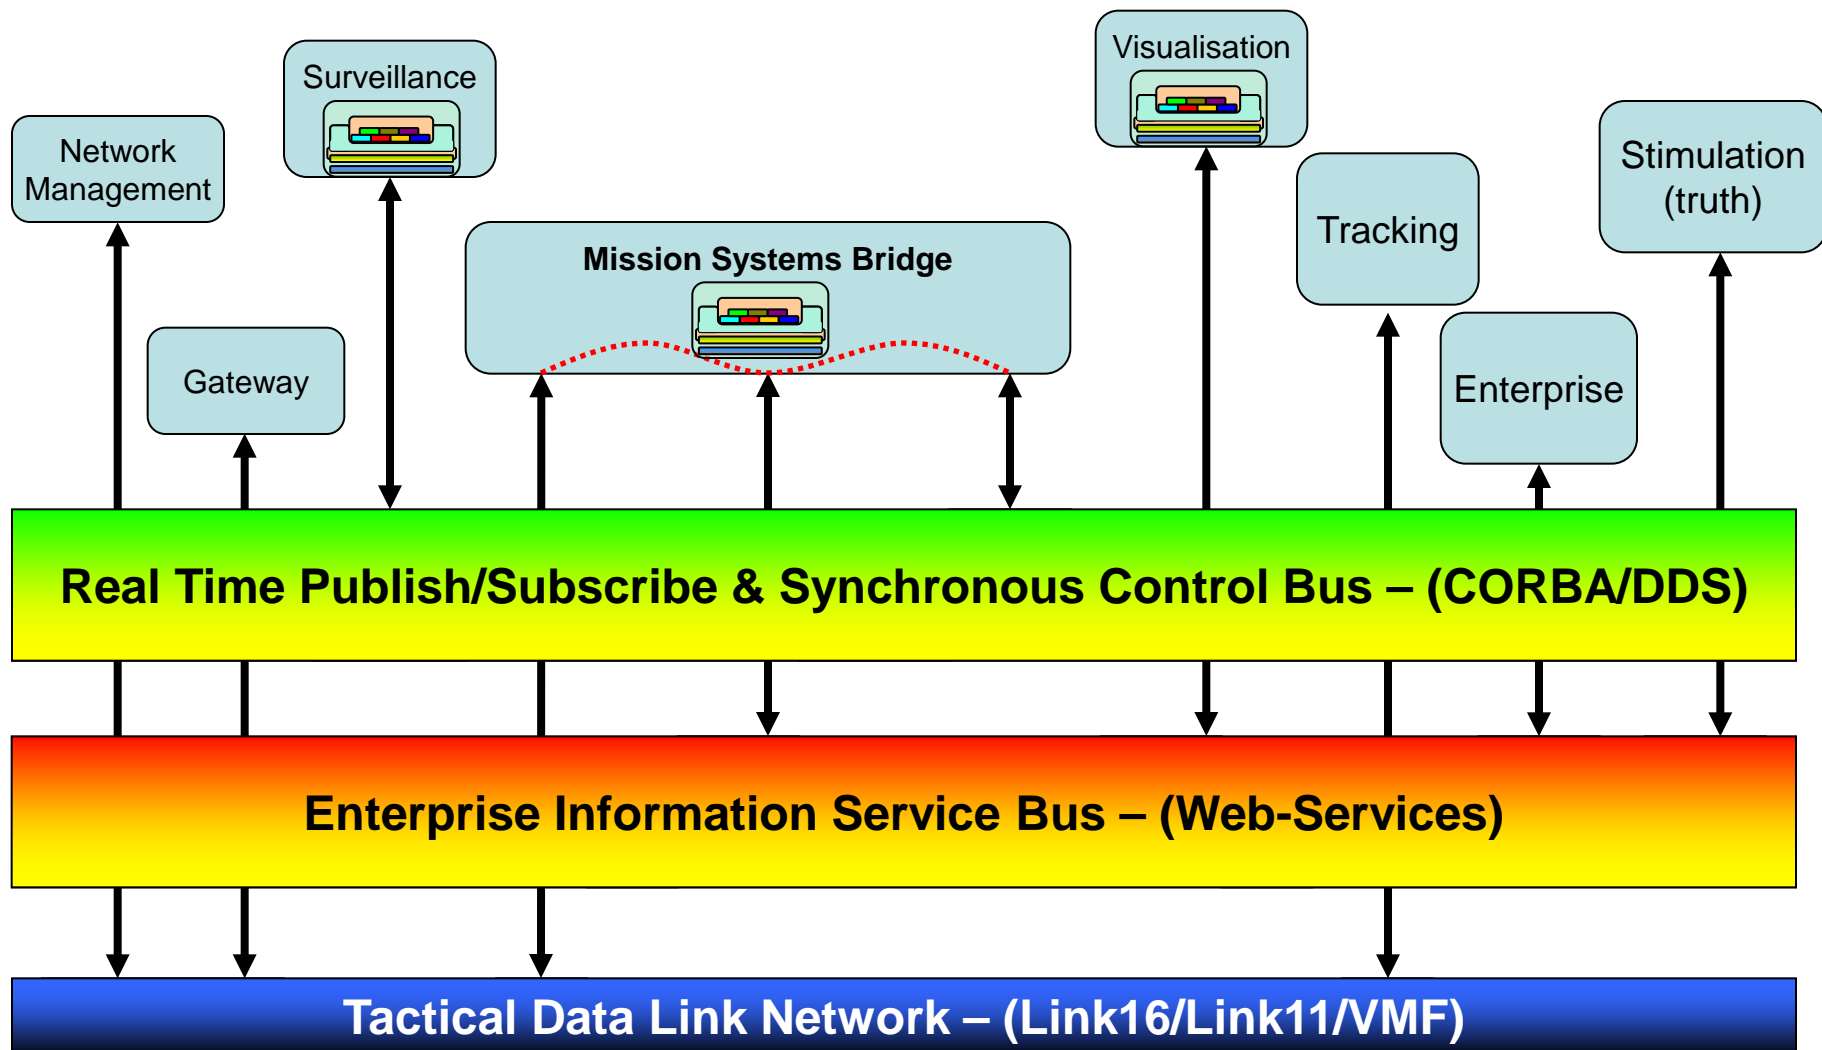 Visualisation
Surveillance
Network
Management
Stimulation
(truth)
Tracking
Mission Systems Bridge
Gateway
Enterprise
Real Time Publish/Subscribe & Synchronous Control Bus – (CORBA/DDS)
Enterprise Information Service Bus – (Web-Services)
Tactical Data Link Network – (Link16/Link11/VMF)